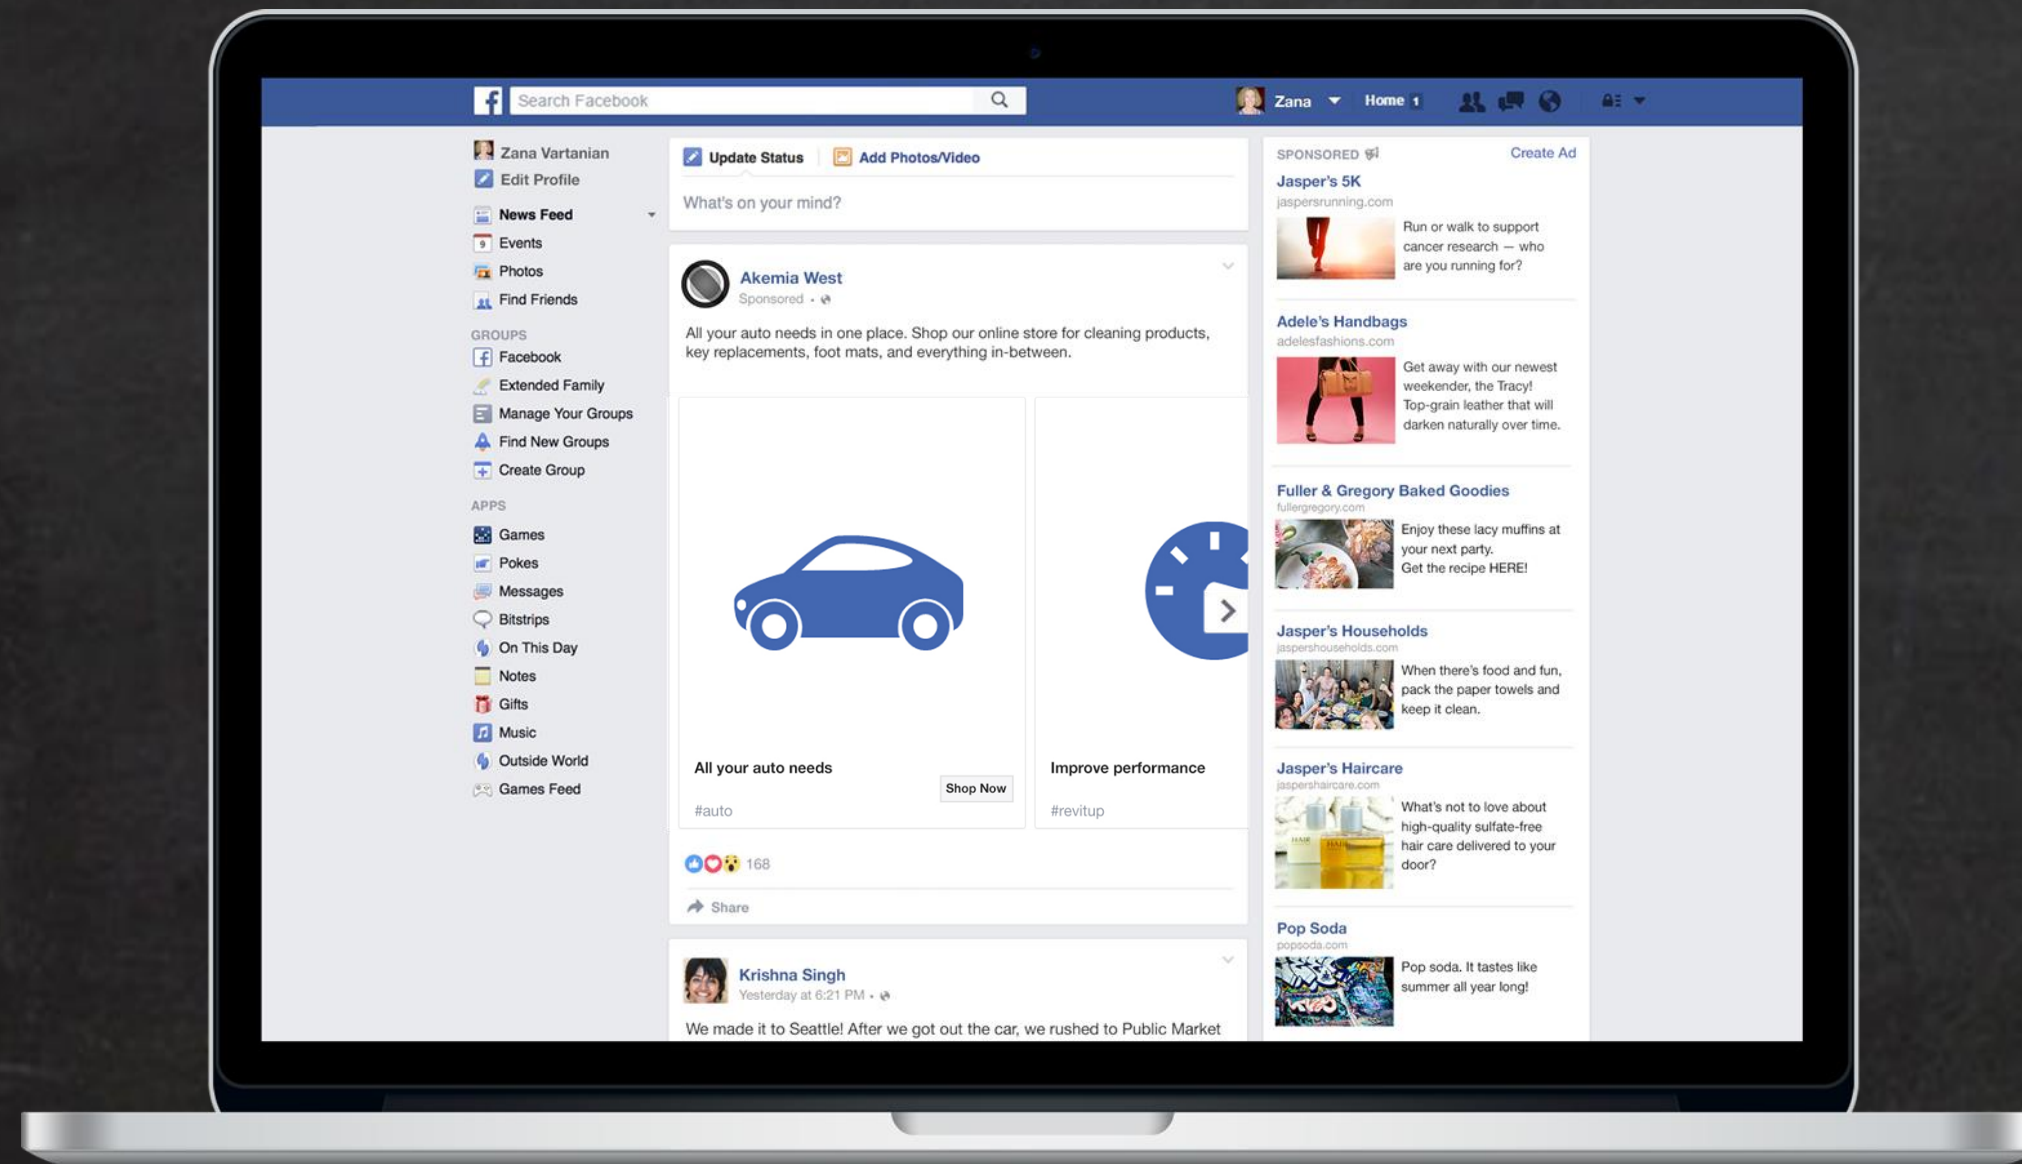 Search Facebook
Zana
Home 1
Zana Vartanian
Edit Profile
News Feed
9
Events
Photos
Find Friends
GROUPS
Facebook
Extended Family
Manage Your Groups
Find New Groups
Create Group
APPS
Games
Pokes
Messages
Bitstrips
On This Day
Notes
Gifts
Music
Outside World
Games Feed
Update Status
Add Photos/Video
What's on your mind?
Akemia West
Sponsored •
All your auto needs in one place. Shop our online store for cleaning products,
key replacements, foot mats, and everything in-between.
All your auto needs
Shop Now
#auto
Improve performance
#revitup
168
Share
Krishna Singh
Yesterday at 6:21 PM •
We made it to Seattle! After we got out the car, we rushed to Public Market
SPONSORED
Create Ad
Jasper's 5K
jaspersrunning.com
Run or walk to support
cancer research — who
are you running for?
Adele's Handbags
adelesfashions.com
Get away with our newest
weekender, the Tracy!
Top-grain leather that will
darken naturally over time.
Fuller & Gregory Baked Goodies
fullergregory.com
Enjoy these lacy muffins at
your next party.
Get the recipe HERE!
Jasper's Households
jaspershouseholds.com
When there's food and fun,
pack the paper towels and
keep it clean.
Jasper's Haircare
jaspershaircare.com
What's not to love about
high-quality sulfate-free
hair care delivered to your
door?
Pop Soda
popsoda.com
Pop soda. It tastes like
summer all year long!